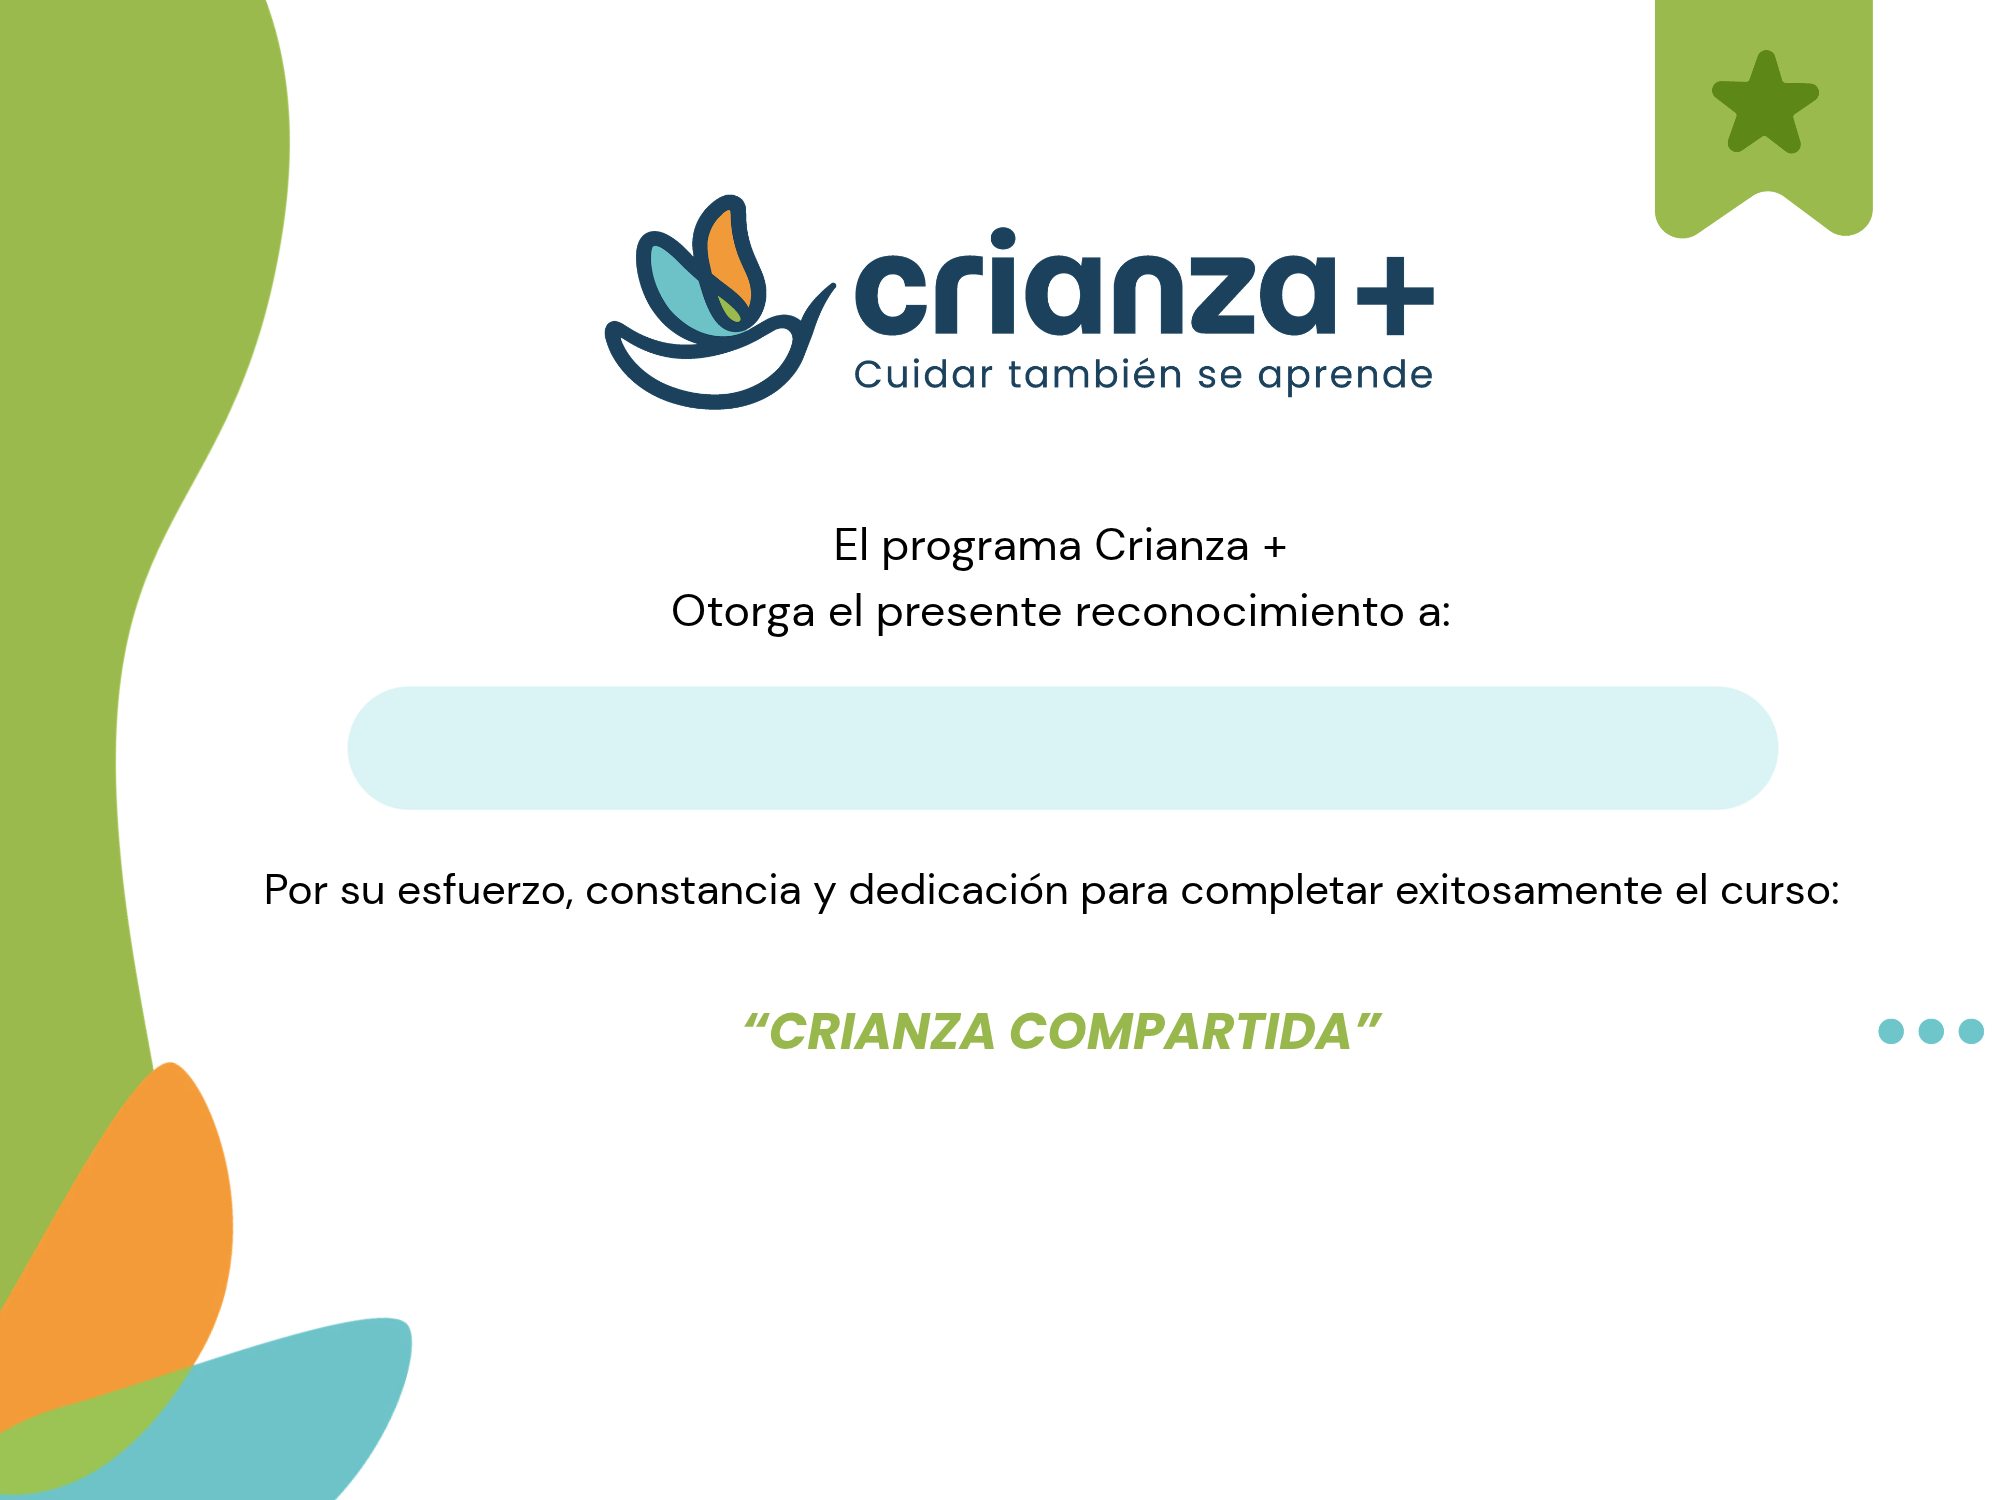 crianza+
Cuidar también se aprende
El programa Crianza +
Otorga el presente reconocimiento a:
Por su esfuerzo, constancia y dedicación para completar exitosamente el curso:
“CRIANZA COMPARTIDA”